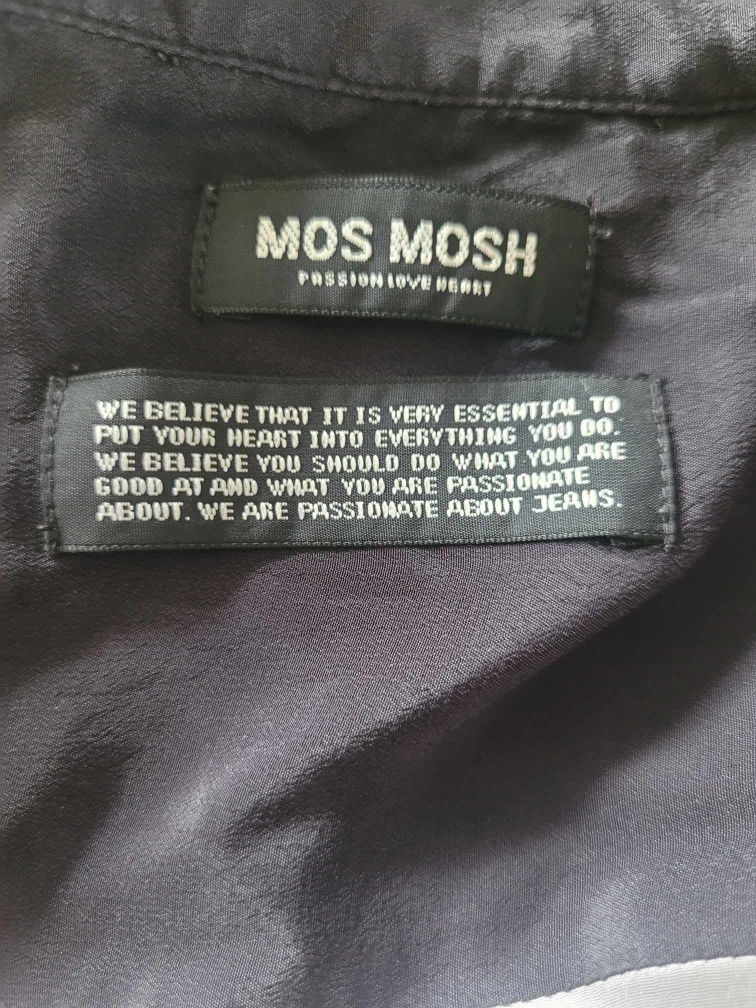 MOS MOSH
PASSION LOVE HEART
WE BELIEVE THAT IT IS VERY ESSENTIAL TO
PUT YOUR HEART INTO EVERYTHING YOU DO.
WE BELIEVE YOU SHOULD DO WHAT YOU ARE
GOOD AT AND WHAT YOU ARE PASSIONATE
ABOUT. WE ARE PASSIONATE ABOUT JEANS.